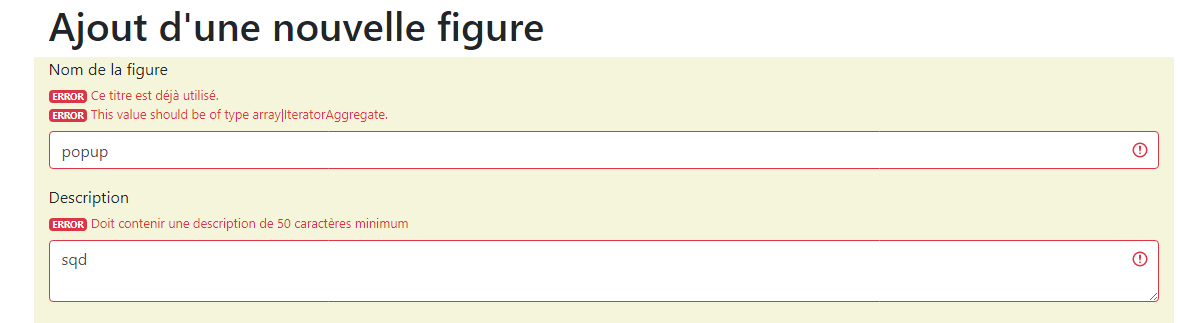 Ajout d'une nouvelle figure
Nom de la figure
ERROR Ce titre est déjà utilisé.
ERROR This value should be of type array|IteratorAggregate.
popup
Description
ERROR Doit contenir une description de 50 caractères minimum
sqd